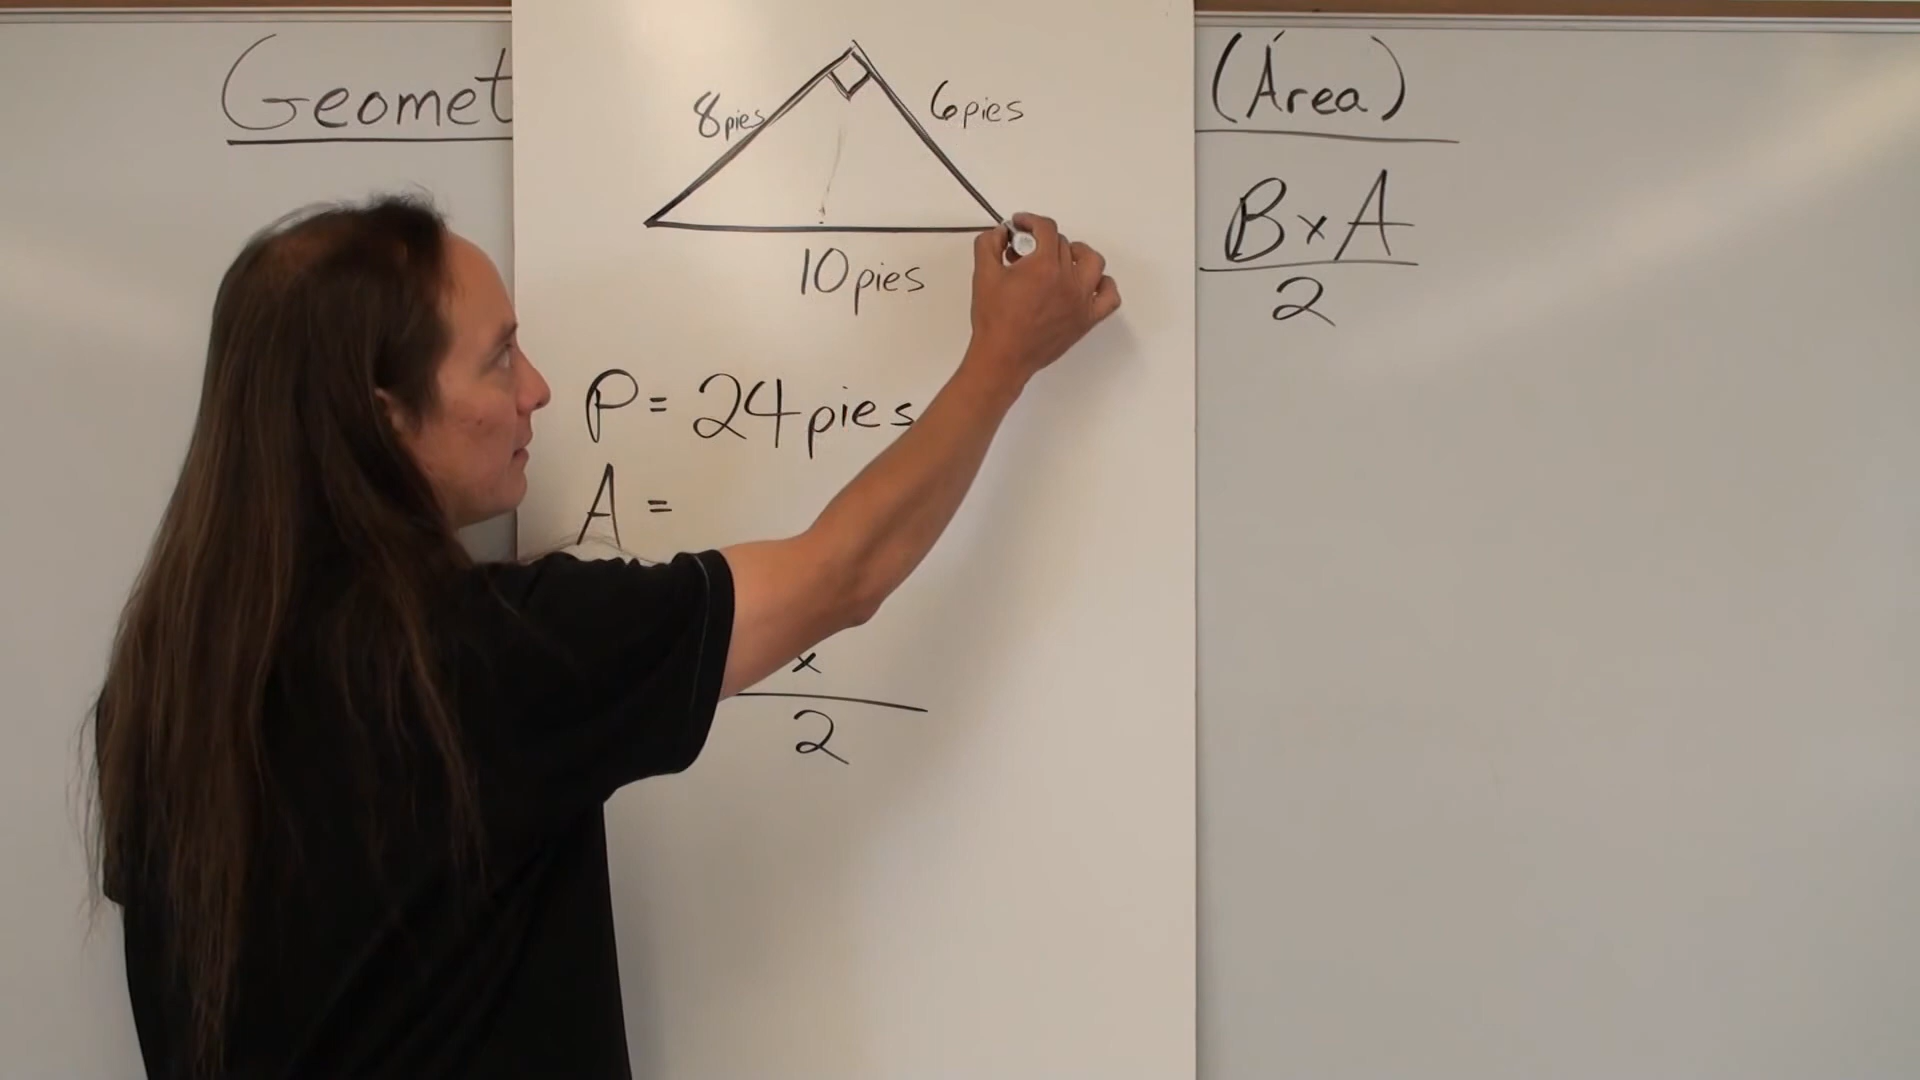 Geomet
(Área)
8pies
6pies
10pies
B x A
2
P = 24pies
A =
x
2